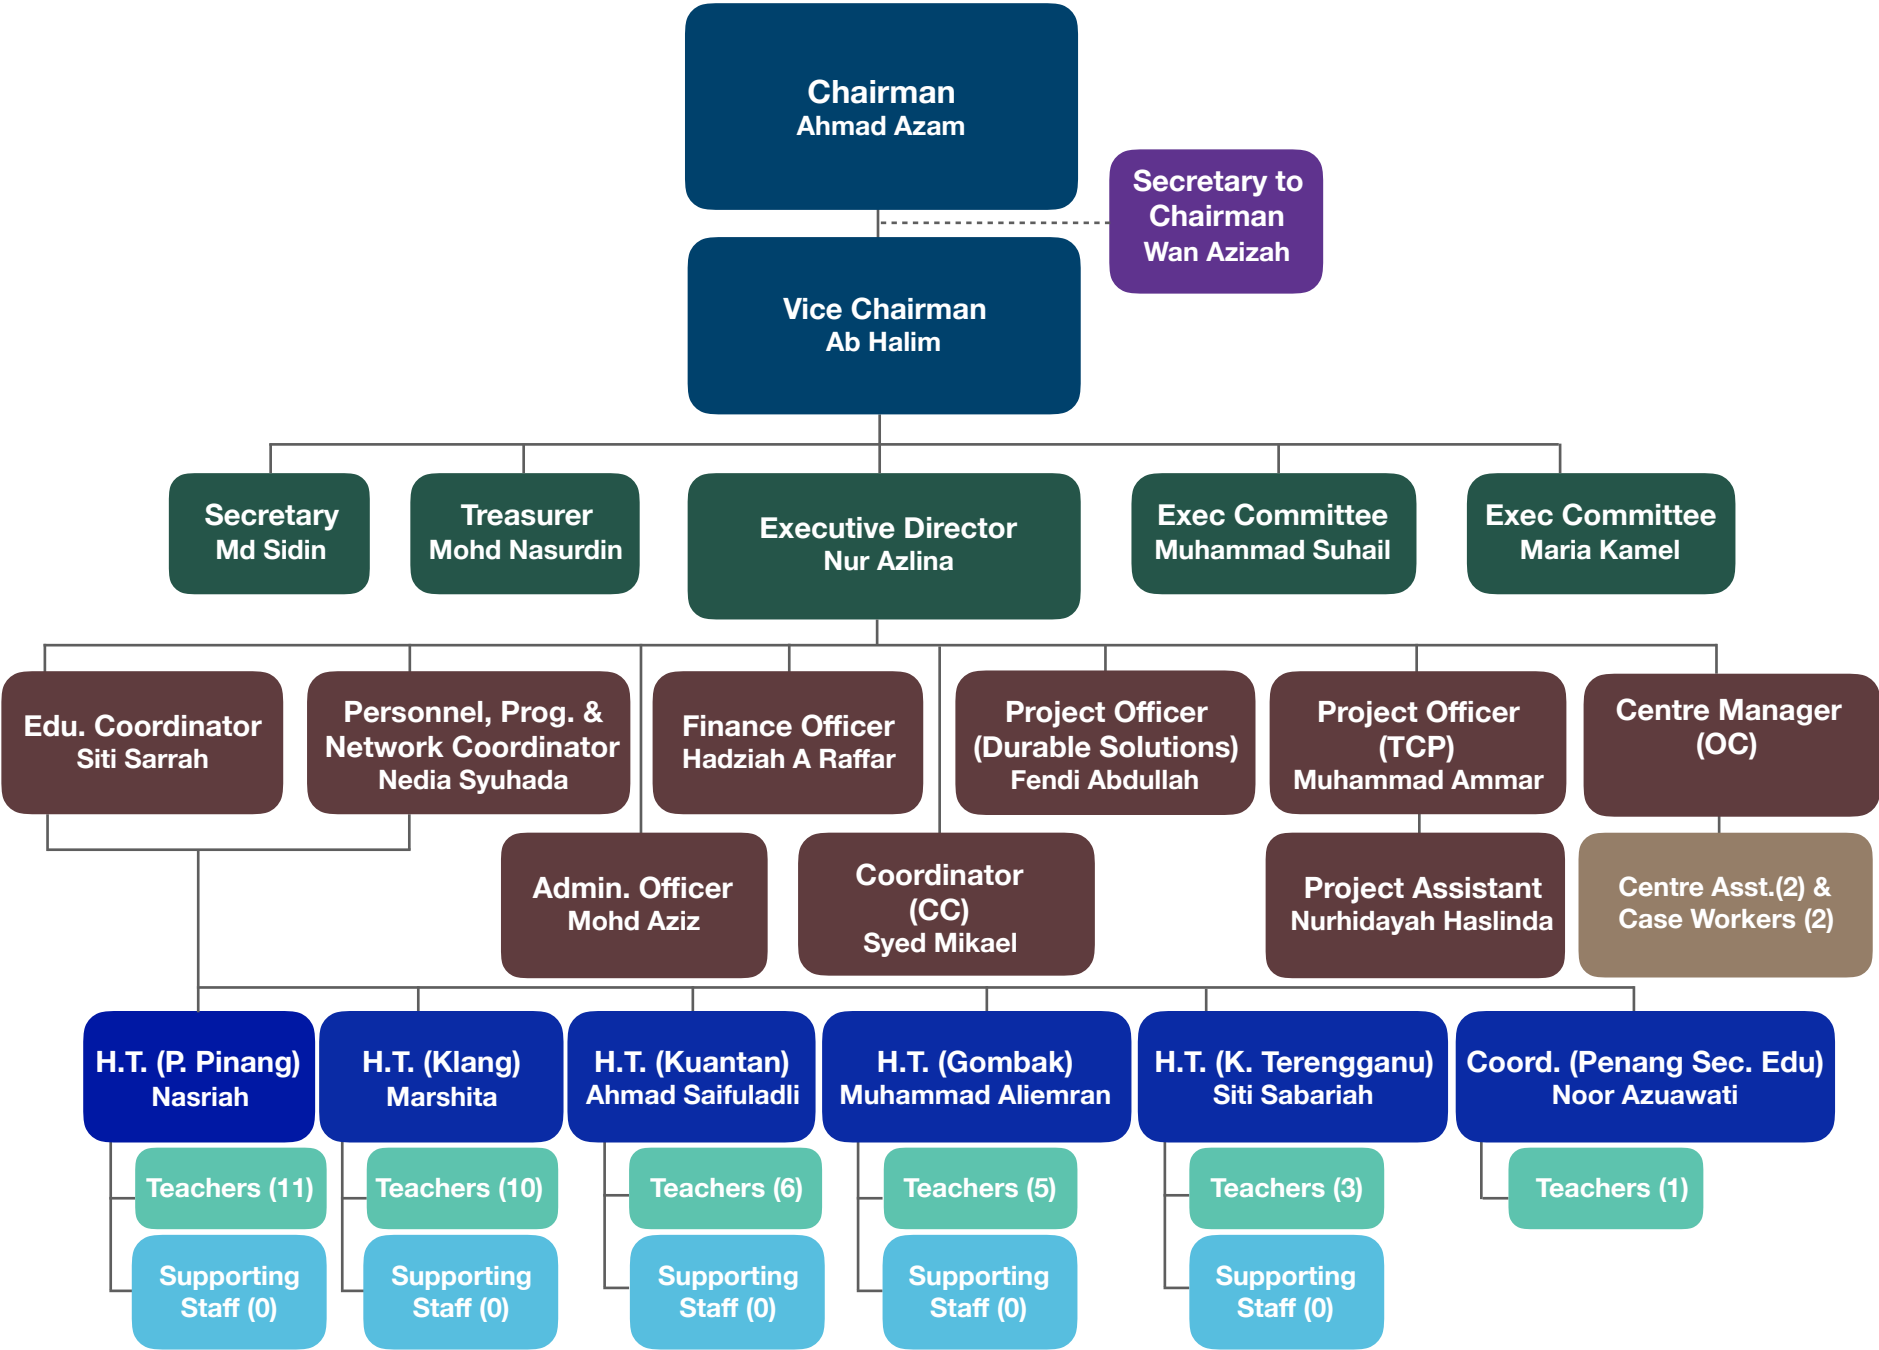 Chairman
Ahmad Azam
Secretary to
Chairman
Wan Azizah
Vice Chairman
Ab Halim
Secretary
Md Sidin
Treasurer
Mohd Nasurdin
Executive Director
Nur Azlina
Exec Committee
Muhammad Suhail
Exec Committee
Maria Kamel
Edu. Coordinator
Siti Sarrah
Personnel, Prog. &
Network Coordinator
Nedia Syuhada
Finance Officer
Hadziah A Raffar
Project Officer
(Durable Solutions)
Fendi Abdullah
Project Officer
(TCP)
Muhammad Ammar
Centre Manager
(OC)
Admin. Officer
Mohd Aziz
Coordinator
(CC)
Syed Mikael
Project Assistant
Nurhidayah Haslinda
Centre Asst.(2) &
Case Workers (2)
H.T. (P. Pinang)
Nasriah
H.T. (Klang)
Marshita
H.T. (Kuantan)
Ahmad Saifuladli
H.T. (Gombak)
Muhammad Aliemran
H.T. (K. Terengganu)
Siti Sabariah
Coord. (Penang Sec. Edu)
Noor Azuawati
Teachers (11)
Teachers (10)
Teachers (6)
Teachers (5)
Teachers (3)
Teachers (1)
Supporting
Staff (0)
Supporting
Staff (0)
Supporting
Staff (0)
Supporting
Staff (0)
Supporting
Staff (0)